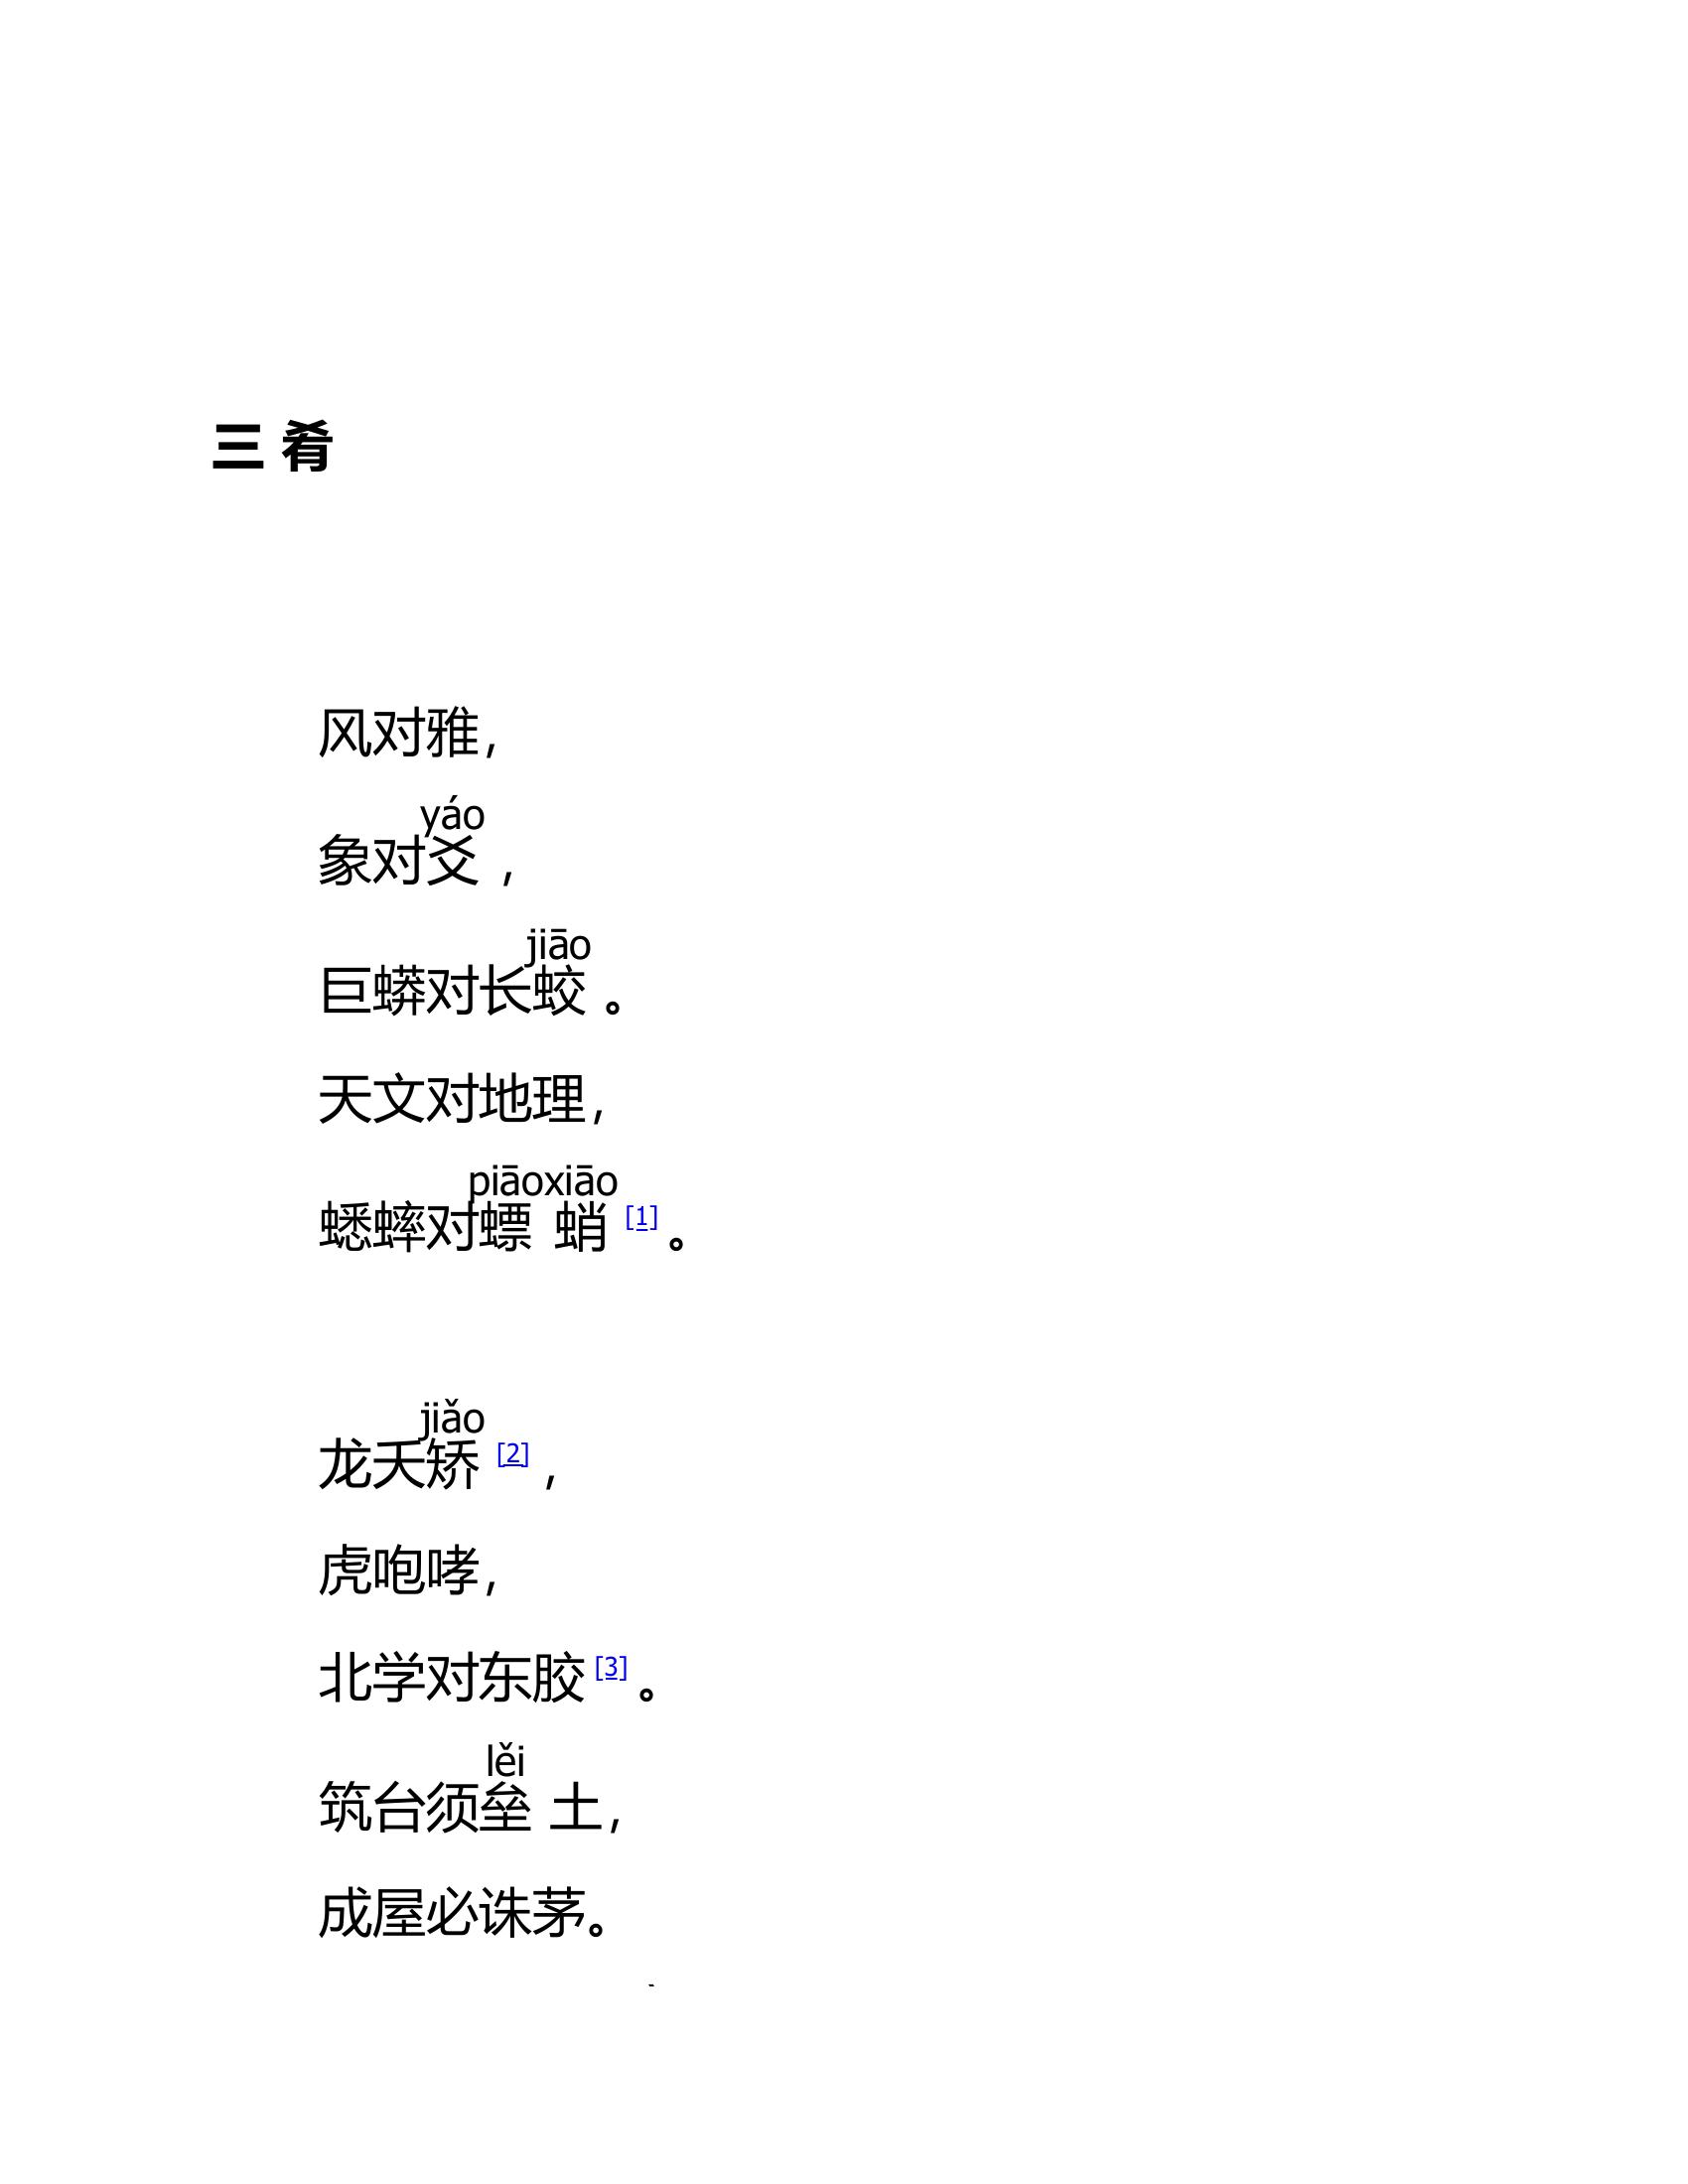 三 肴
风对雅，
yáo
象对爻 ，
jiāo
巨蟒对长蛟 。
天文对地理，
piāoxiāo
蟋蟀对螵 蛸 [1] 。
jiǎo
龙夭矫 [2] ，
虎咆哮，
北学对东胶[3] 。
lěi
筑台须垒 土，
成屋必诛茅。